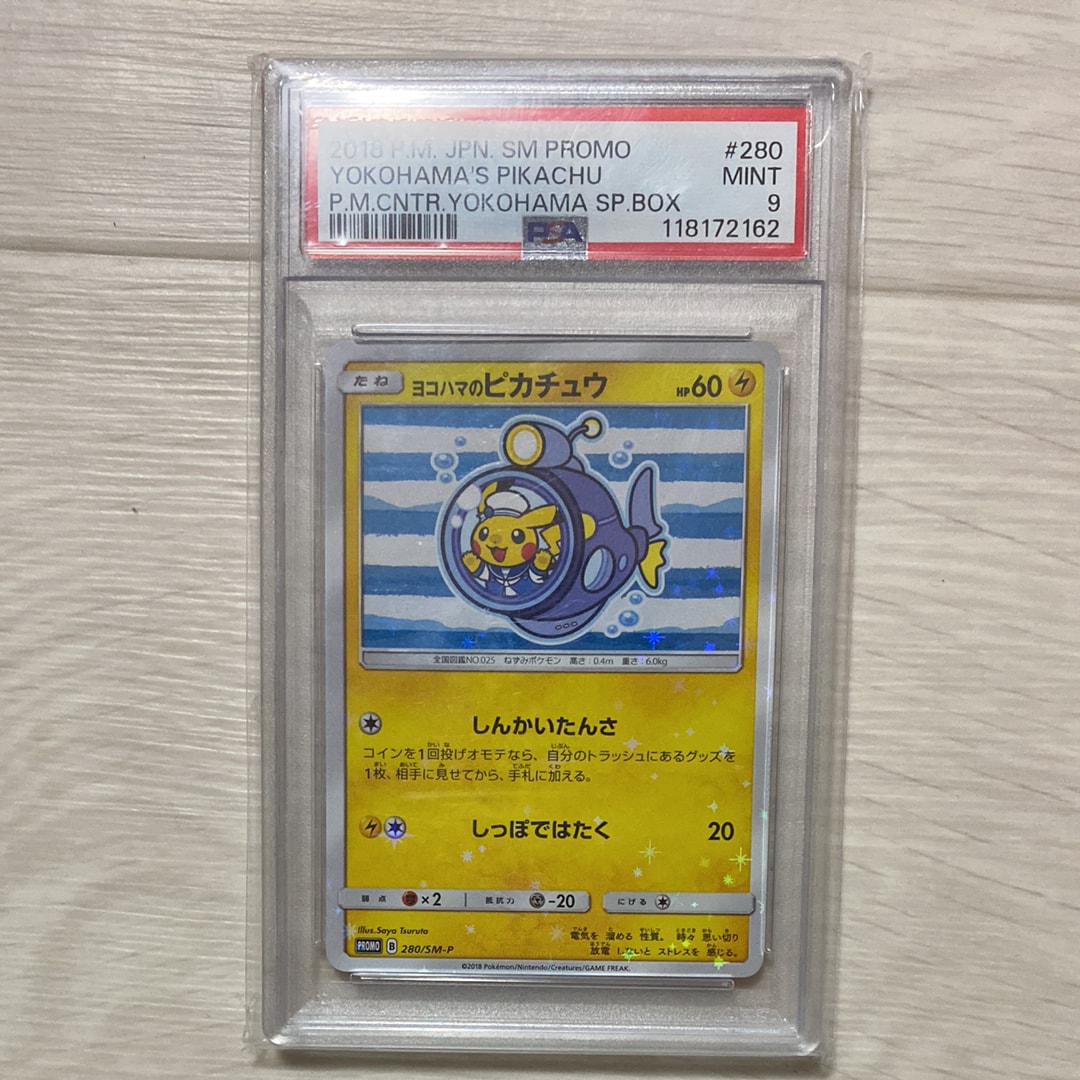 2018 P.M. JPN. SM PROMO #280
YOKOHAMA'S PIKACHU MINT
P.M.CNTR.YOKOHAMA SP.BOX 9
PSA 118172162
たね ヨコハマのピカチュウ HP60
全国図鑑NO.025 ねずみポケモン 高さ:0.4m 重さ:6.0kg
しんかいたんさ
コインを1回投げオモテなら、自分のトラッシュにあるグッズを
1枚、相手に見せてから、手札に加える。
しっぽではたく 20
弱点 ×2 抵抗力 -20 にげる
Illus.Saya Tsuruta
電気を 溜める 性質。 時々 思い切り
放電 しないと ストレスを 感じる。
PROMO B 280/SM-P
©2018 Pokémon/Nintendo/Creatures/GAME FREAK.